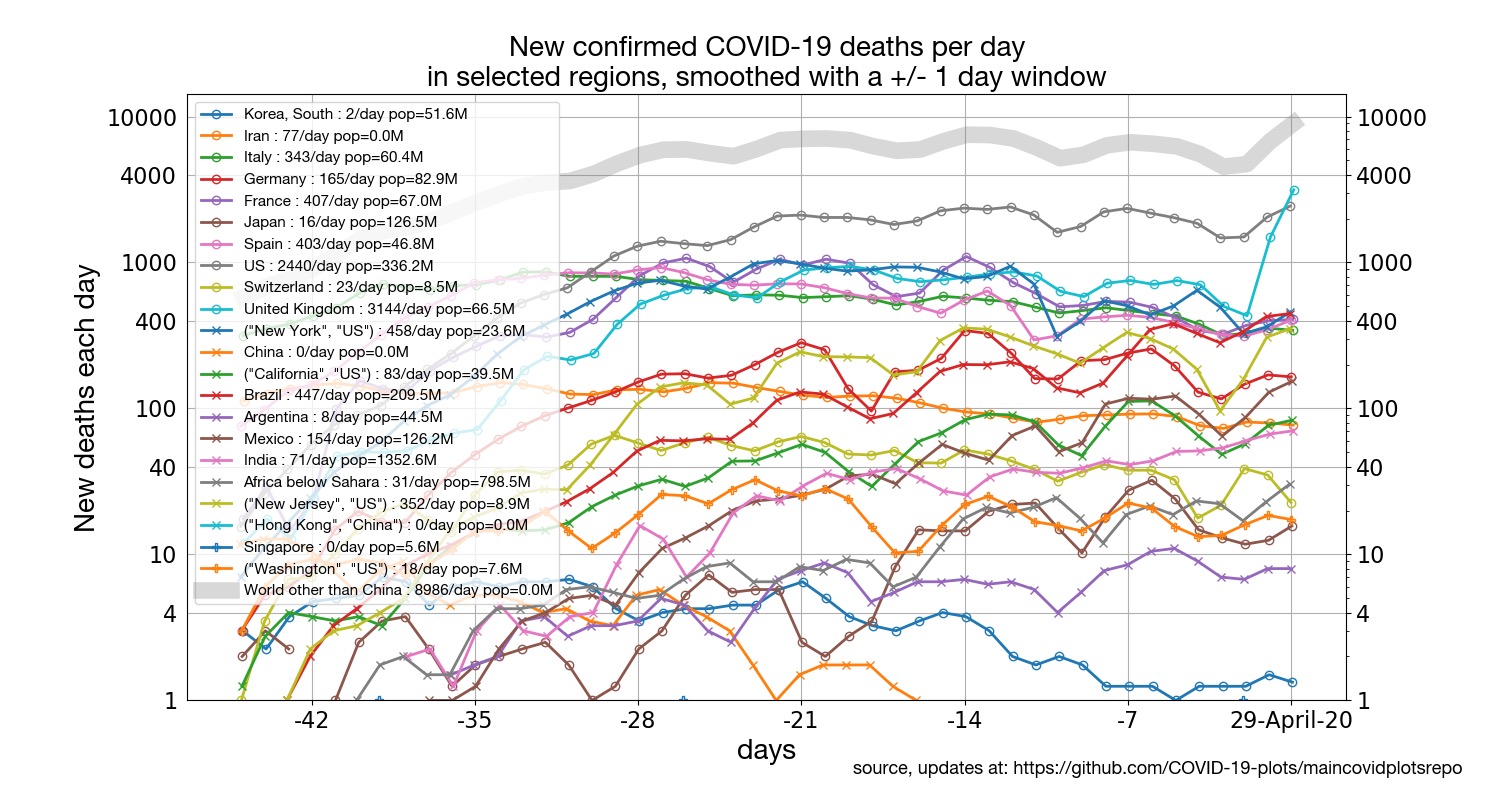 New confirmed COVID-19 deaths per day
in selected regions, smoothed with a +/- 1 day window
New deaths each day
10000
4000
1000
400
100
40
10
4
1
Korea, South : 2/day pop=51.6M
Iran : 77/day pop=0.0M
Italy : 343/day pop=60.4M
Germany : 165/day pop=82.9M
France : 407/day pop=67.0M
Japan : 16/day pop=126.5M
Spain : 403/day pop=46.8M
US : 2440/day pop=336.2M
Switzerland : 23/day pop=8.5M
United Kingdom : 3144/day pop=66.5M
("New York", "US") : 458/day pop=23.6M
China : 0/day pop=0.0M
("California", "US") : 83/day pop=39.5M
Brazil : 447/day pop=209.5M
Argentina : 8/day pop=44.5M
Mexico : 154/day pop=126.2M
India : 71/day pop=1352.6M
Africa below Sahara : 31/day pop=798.5M
("New Jersey", "US") : 352/day pop=8.9M
("Hong Kong", "China") : 0/day pop=0.0M
Singapore : 0/day pop=5.6M
("Washington", "US") : 18/day pop=7.6M
World other than China : 8986/day pop=0.0M
10000
4000
1000
400
100
40
10
4
1
-42
-35
-28
-21
-14
-7
29-April-20
days
source, updates at: https://github.com/COVID-19-plots/maincovidplotsrepo